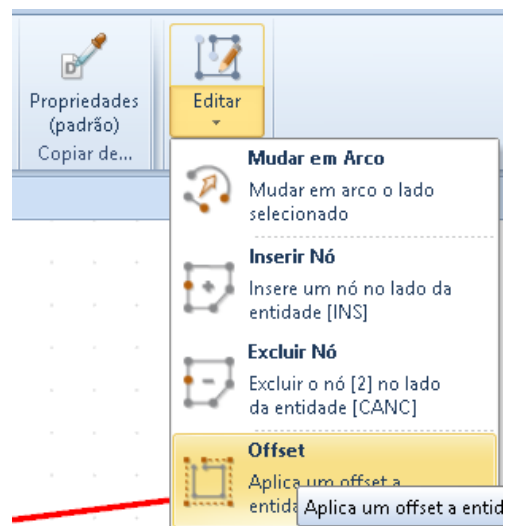 Propriedades
(padrão)
Copiar de...
Editar
Mudar em Arco
Mudar em arco o lado
selecionado
Inserir Nó
Insere um nó no lado da
entidade [INS]
Excluir Nó
Excluir o nó [2] no lado
da entidade [CANC]
Offset
Aplica um offset a
Aplica um offset a entid